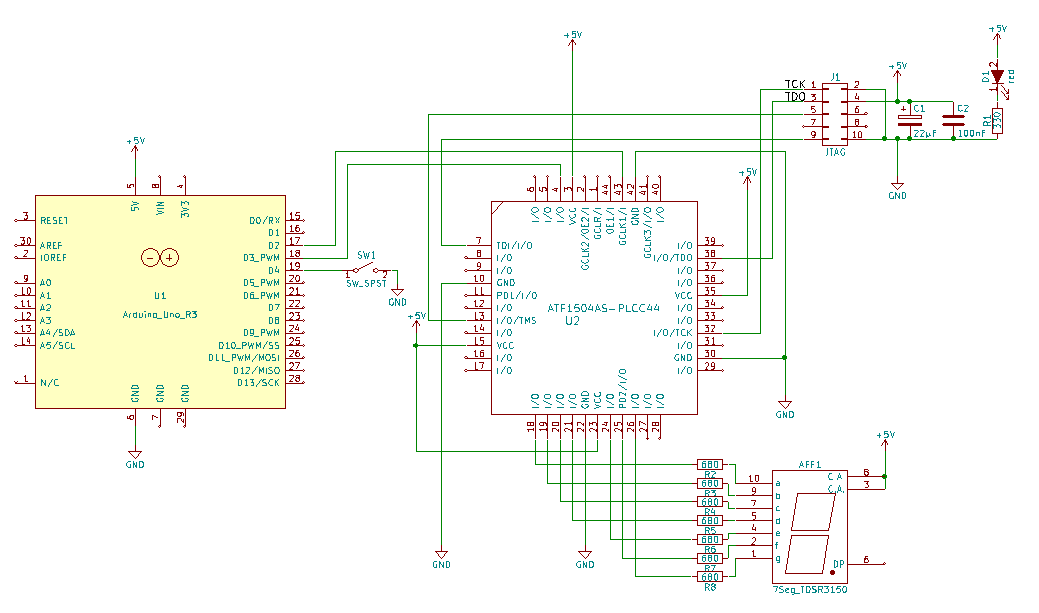 +5V
+5V
+5V
+5V
+5V
+5V
+5V
TCK
TDO
J1
1
2
3
4
5
6
7
8
9
10
JTAG
+
C1
22µF
C2
100nF
D1
red
2
1
R1
330
GND
5
8
4
5V
VIN
3V3
3 RESET
30 AREF
2 IOREF
9 A0
10 A1
11 A2
12 A3
13 A4/SDA
14 A5/SCL
1 N/C
D0/RX 15
D1 16
D2 17
D3_PWM 18
D4 19
D5_PWM 20
D6_PWM 21
D7 22
D8 23
D9_PWM 24
D10_PWM/SS 25
D11_PWM/MOSI 26
D12/MISO 27
D13/SCK 28
U1
Arduino_Uno_R3
GND
GND
GND
6
7
29
GND
SW1
1
2
SW_SPST
GND
6
5
4
3
2
1
44
43
42
41
40
I/O
I/O
I/O
VCC
GCLK2/OE2/I
GCLR/I
OE1/I
GCLK1/I
GND
GCLK3/I/O
I/O
7 TDI/I/O
8 I/O
9 I/O
10 GND
11 PD1/I/O
12 I/O
13 I/O/TMS
14 I/O
15 VCC
16 I/O
17 I/O
ATF1504AS-PLCC44
U2
I/O 39
I/O/TDO 38
I/O 37
I/O 36
VCC 35
I/O 34
I/O 33
I/O/TCK 32
I/O 31
GND 30
I/O 29
I/O
I/O
I/O
I/O
GND
VCC
I/O
PD2/I/O
I/O
I/O
I/O
18
19
20
21
22
23
24
25
26
27
28
GND
GND
GND
680
R2
680
R3
680
R4
680
R5
680
R6
680
R7
680
R8
AFF1
10 a
9 b
7 c
5 d
4 e
2 f
1 g
C.A. 8
C.A. 3
DP 6
7Seg_TDSR3150